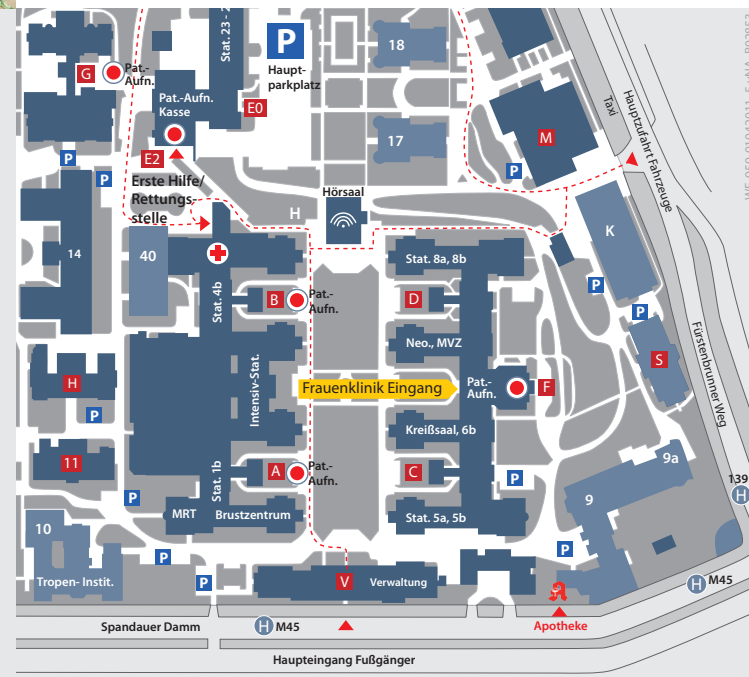 Stat. 23 - 2
P
Haupt-
parkplatz
18
Taxi
Hauptzufahrt Fahrzeuge
G
Pat.-
Aufn.
Pat.-Aufn.
Kasse
E0
17
M
P
E2
P
P
P
Erste Hilfe/
Rettungs-
stelle
H
Hörsaal
K
14
40
Stat. 4b
Stat. 8a, 8b
B
Pat.-
Aufn.
D
P
P
Neo., MVZ
S
Fürstenbrunner Weg
H
Intensiv-Stat.
Frauenklinik Eingang
Pat.-
Aufn.
F
P
Kreißsaal, 6b
11
Stat. 1b
A
Pat.-
Aufn.
C
P
9a
139
H
P
9
MRT
Brustzentrum
Stat. 5a, 5b
10
P
P
Tropen- Instit.
P
V
Verwaltung
H M45
Spandauer Damm
H M45
Apotheke
Haupteingang Fußgänger